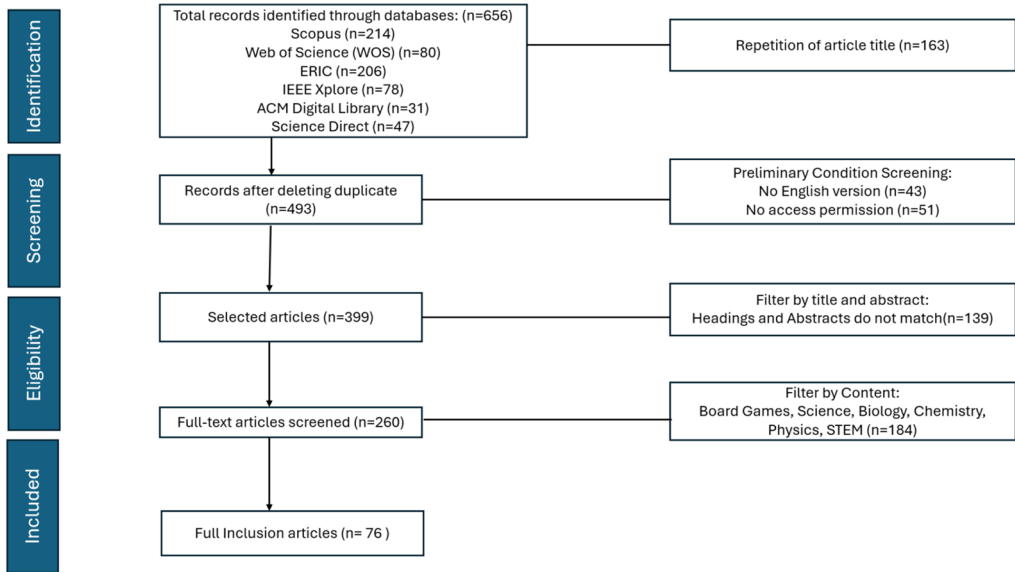 Identification
Total records identified through databases: (n=656)
Scopus (n=214)
Web of Science (WOS) (n=80)
ERIC (n=206)
IEEE Xplore (n=78)
ACM Digital Library (n=31)
Science Direct (n=47)
Repetition of article title (n=163)
Screening
Records after deleting duplicate
(n=493)
Preliminary Condition Screening:
No English version (n=43)
No access permission (n=51)
Eligibility
Selected articles (n=399)
Filter by title and abstract:
Headings and Abstracts do not match(n=139)
Full-text articles screened (n=260)
Filter by Content:
Board Games, Science, Biology, Chemistry,
Physics, STEM (n=184)
Included
Full Inclusion articles (n= 76 )